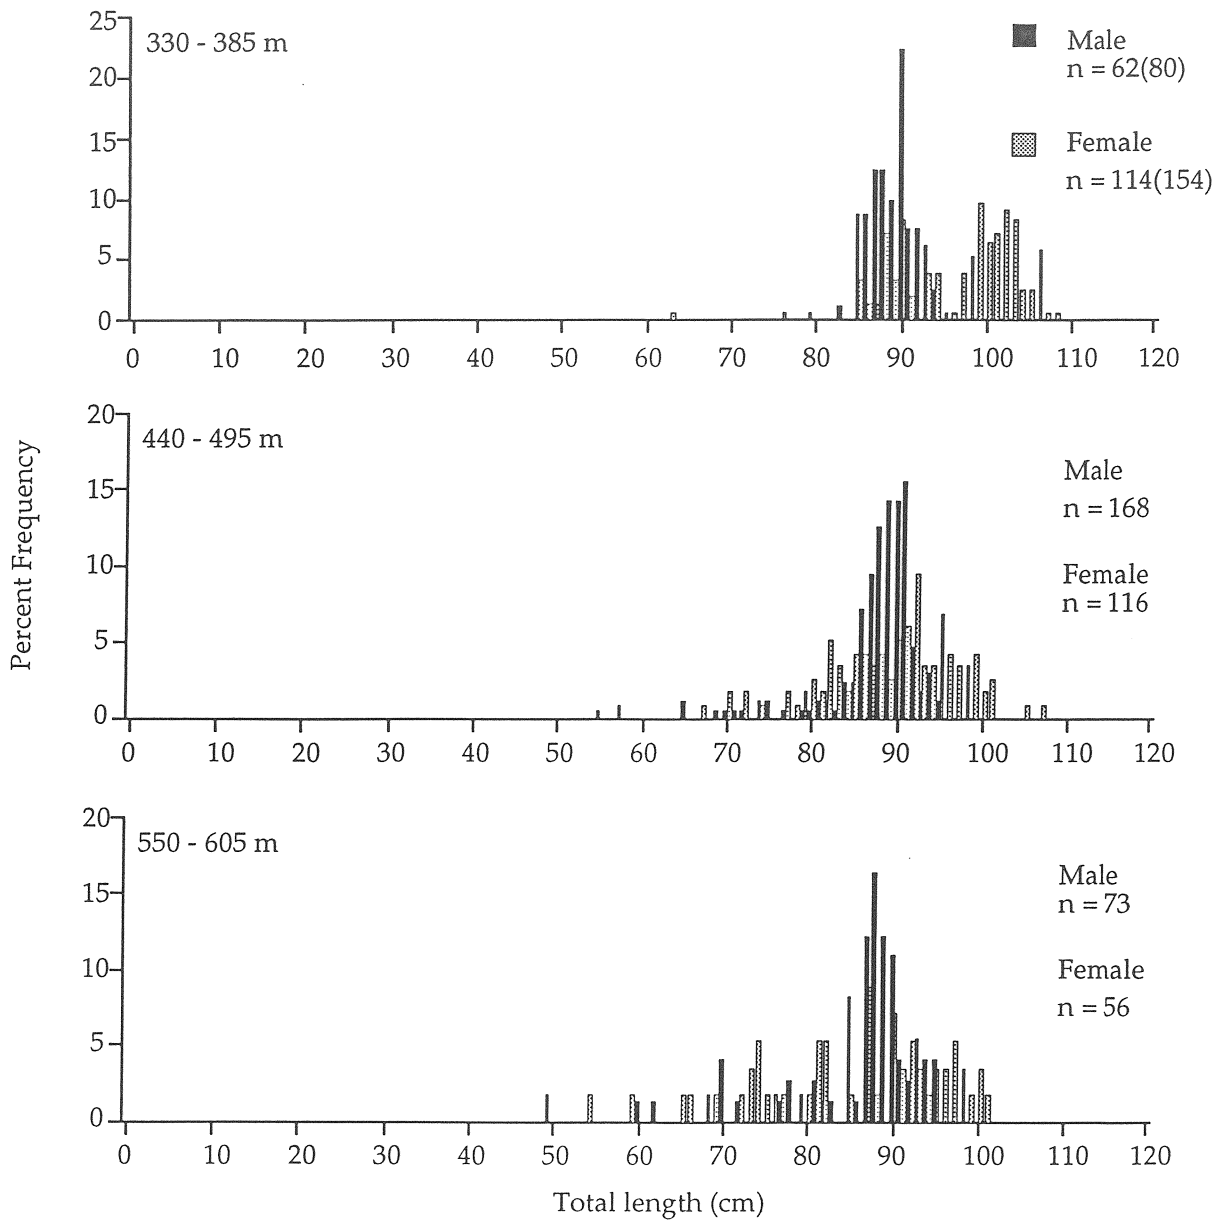 25
330 - 385 m
Male
n = 62(80)
20
15
Female
n = 114(154)
10
5
0
0 10 20 30 40 50 60 70 80 90 100 110 120
Percent Frequency
20
440 - 495 m
Male
n = 168
15
10
Female
n = 116
5
0
0 10 20 30 40 50 60 70 80 90 100 110 120
20
550 - 605 m
Male
n = 73
15
10
Female
n = 56
5
0
0 10 20 30 40 50 60 70 80 90 100 110 120
Total length (cm)